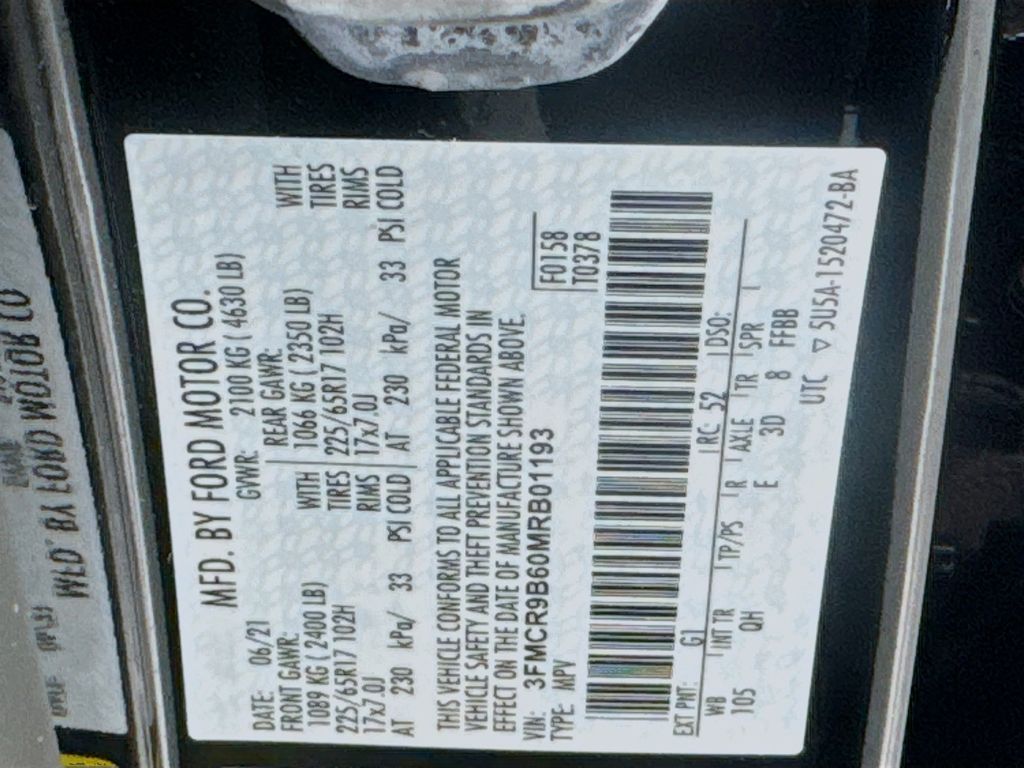 MFD. BY FORD MOTOR CO.
DATE: 06/21 GVWR: 2100 KG ( 4630 LB)
FRONT GAWR: REAR GAWR: WITH
1089 KG ( 2400 LB) WITH 1066 KG ( 2350 LB) TIRES
225/65R17 102H TIRES 225/65R17 102H RIMS
17x7.0J RIMS 17x7.0J
AT 230 kPa/ 33 PSI COLD AT 230 kPa/ 33 PSI COLD
THIS VEHICLE CONFORMS TO ALL APPLICABLE FEDERAL MOTOR
VEHICLE SAFETY AND THEFT PREVENTION STANDARDS IN
EFFECT ON THE DATE OF MANUFACTURE SHOWN ABOVE.
VIN: 3FMCR9B60MRB01193 F0158
TYPE: MPV T0378
EXT PNT: G1 RC: 52 DSO:
WB INT TR TP/PS R AXLE TR SPR
105 QH E 3D 8 FFBB
UTC ▽ 5U5A-1520472-BA
MFD. BY FORD MOTOR CO